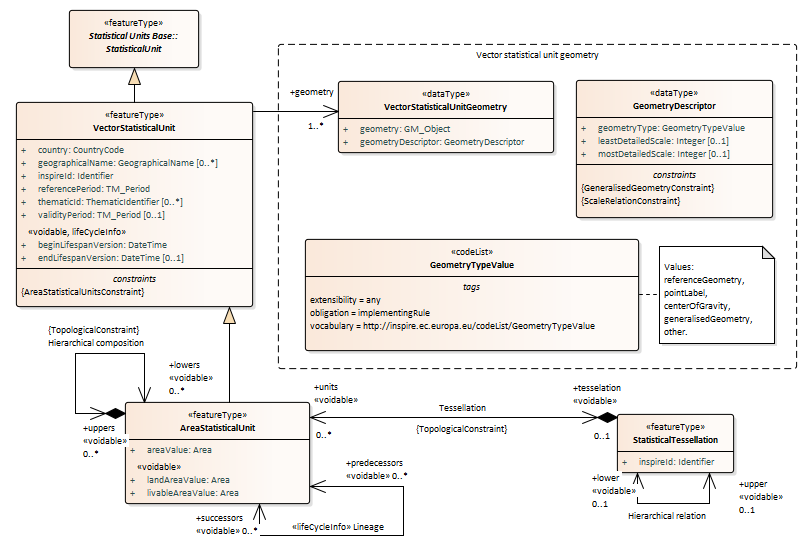 «featureType»
Statistical Units Base::
StatisticalUnit
Vector statistical unit geometry
«featureType»
VectorStatisticalUnit
+ country: CountryCode
+ geographicalName: GeographicalName [0..*]
+ inspireId: Identifier
+ referencePeriod: TM_Period
+ thematicId: ThematicIdentifier [0..*]
+ validityPeriod: TM_Period [0..1]
«voidable, lifeCycleInfo»
+ beginLifespanVersion: DateTime
+ endLifespanVersion: DateTime [0..1]
constraints
{AreaStatisticalUnitsConstraint}
+geometry
1..*
«dataType»
VectorStatisticalUnitGeometry
+ geometry: GM_Object
+ geometryDescriptor: GeometryDescriptor
«dataType»
GeometryDescriptor
+ geometryType: GeometryTypeValue
+ leastDetailedScale: Integer [0..1]
+ mostDetailedScale: Integer [0..1]
constraints
{GeneralisedGeometryConstraint}
{ScaleRelationConstraint}
«codeList»
GeometryTypeValue
tags
extensibility = any
obligation = implementingRule
vocabulary = http://inspire.ec.europa.eu/codeList/GeometryTypeValue
Values:
referenceGeometry,
pointLabel,
centerOfGravity,
generalisedGeometry,
other.
{TopologicalConstraint}
Hierarchical composition
+lowers
«voidable»
0..*
+uppers
«voidable»
0..*
«featureType»
AreaStatisticalUnit
+ areaValue: Area
«voidable»
+ landAreaValue: Area
+ livableAreaValue: Area
+units
«voidable»
0..*
Tessellation
{TopologicalConstraint}
+tesselation
«voidable»
0..1
«featureType»
StatisticalTessellation
+ inspireId: Identifier
+lower
«voidable»
0..1
+upper
«voidable»
0..1
Hierarchical relation
+predecessors
«voidable» 0..*
+successors
«voidable» 0..*
«lifeCycleInfo» Lineage